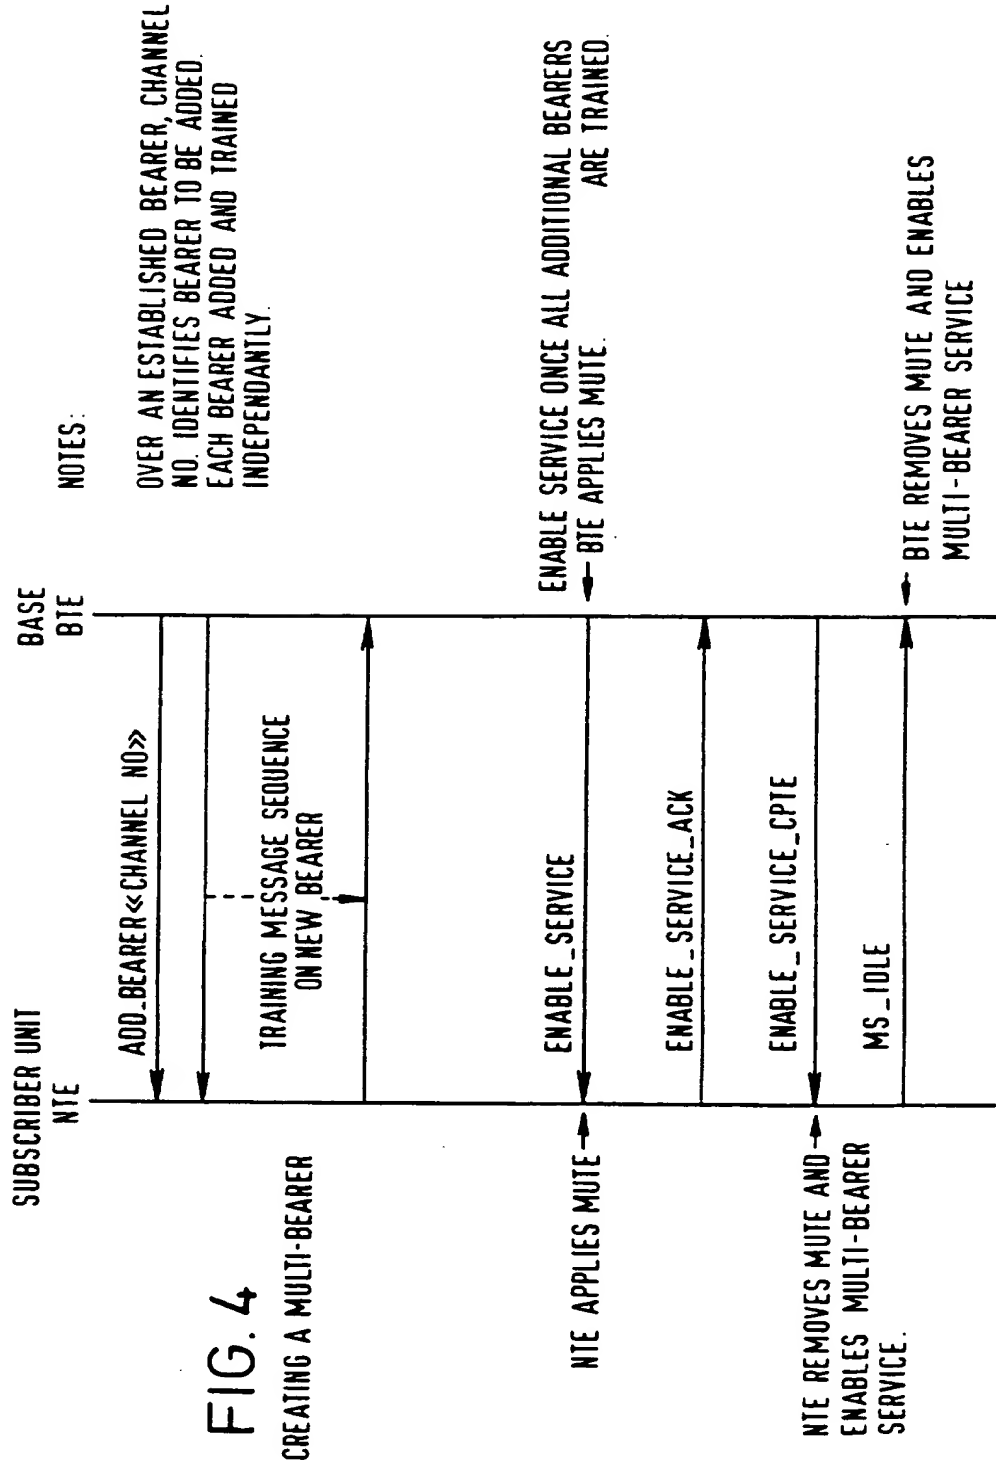 FIG. 4
CREATING A MULTI-BEARER
SUBSCRIBER UNIT
NTE
BASE
BTE
NOTES:
ADD_BEARER«CHANNEL NO»
OVER AN ESTABLISHED BEARER, CHANNEL
NO. IDENTIFIES BEARER TO BE ADDED.
EACH BEARER ADDED AND TRAINED
INDEPENDANTLY.
TRAINING MESSAGE SEQUENCE
ON NEW BEARER
NTE APPLIES MUTE
ENABLE_SERVICE
ENABLE SERVICE ONCE ALL ADDITIONAL BEARERS
BTE APPLIES MUTE. ARE TRAINED.
ENABLE_SERVICE_ACK
ENABLE_SERVICE_CPTE
NTE REMOVES MUTE AND
ENABLES MULTI-BEARER
SERVICE.
MS_IDLE
BTE REMOVES MUTE AND ENABLES
MULTI-BEARER SERVICE